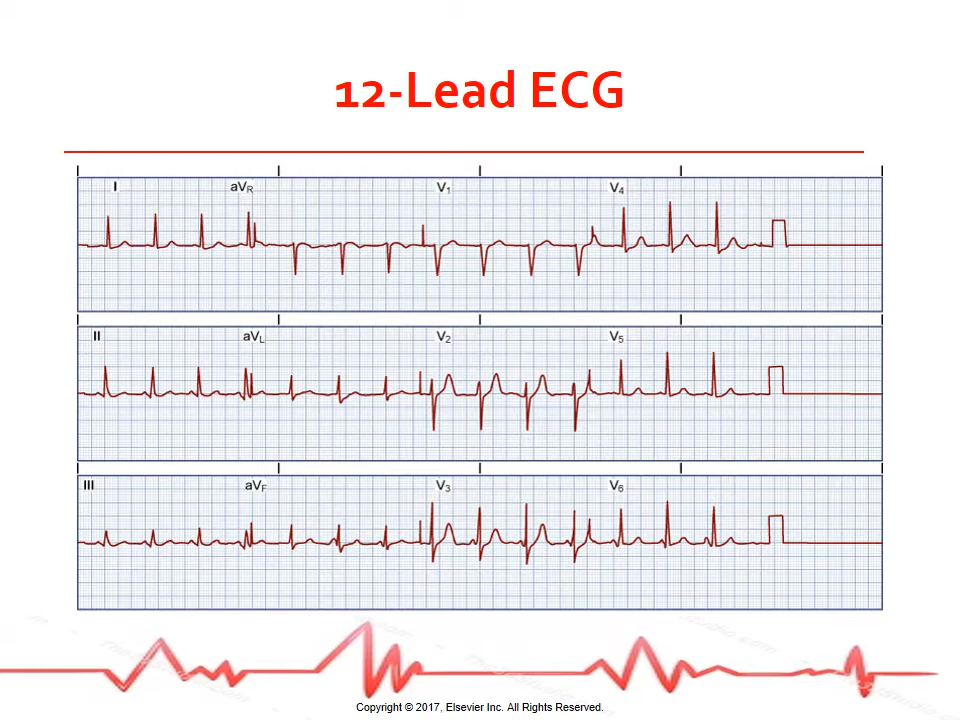 12-Lead ECG
I aVR V1 V4
II aVL V2 V5
III aVF V3 V6
Copyright © 2017, Elsevier Inc. All Rights Reserved.